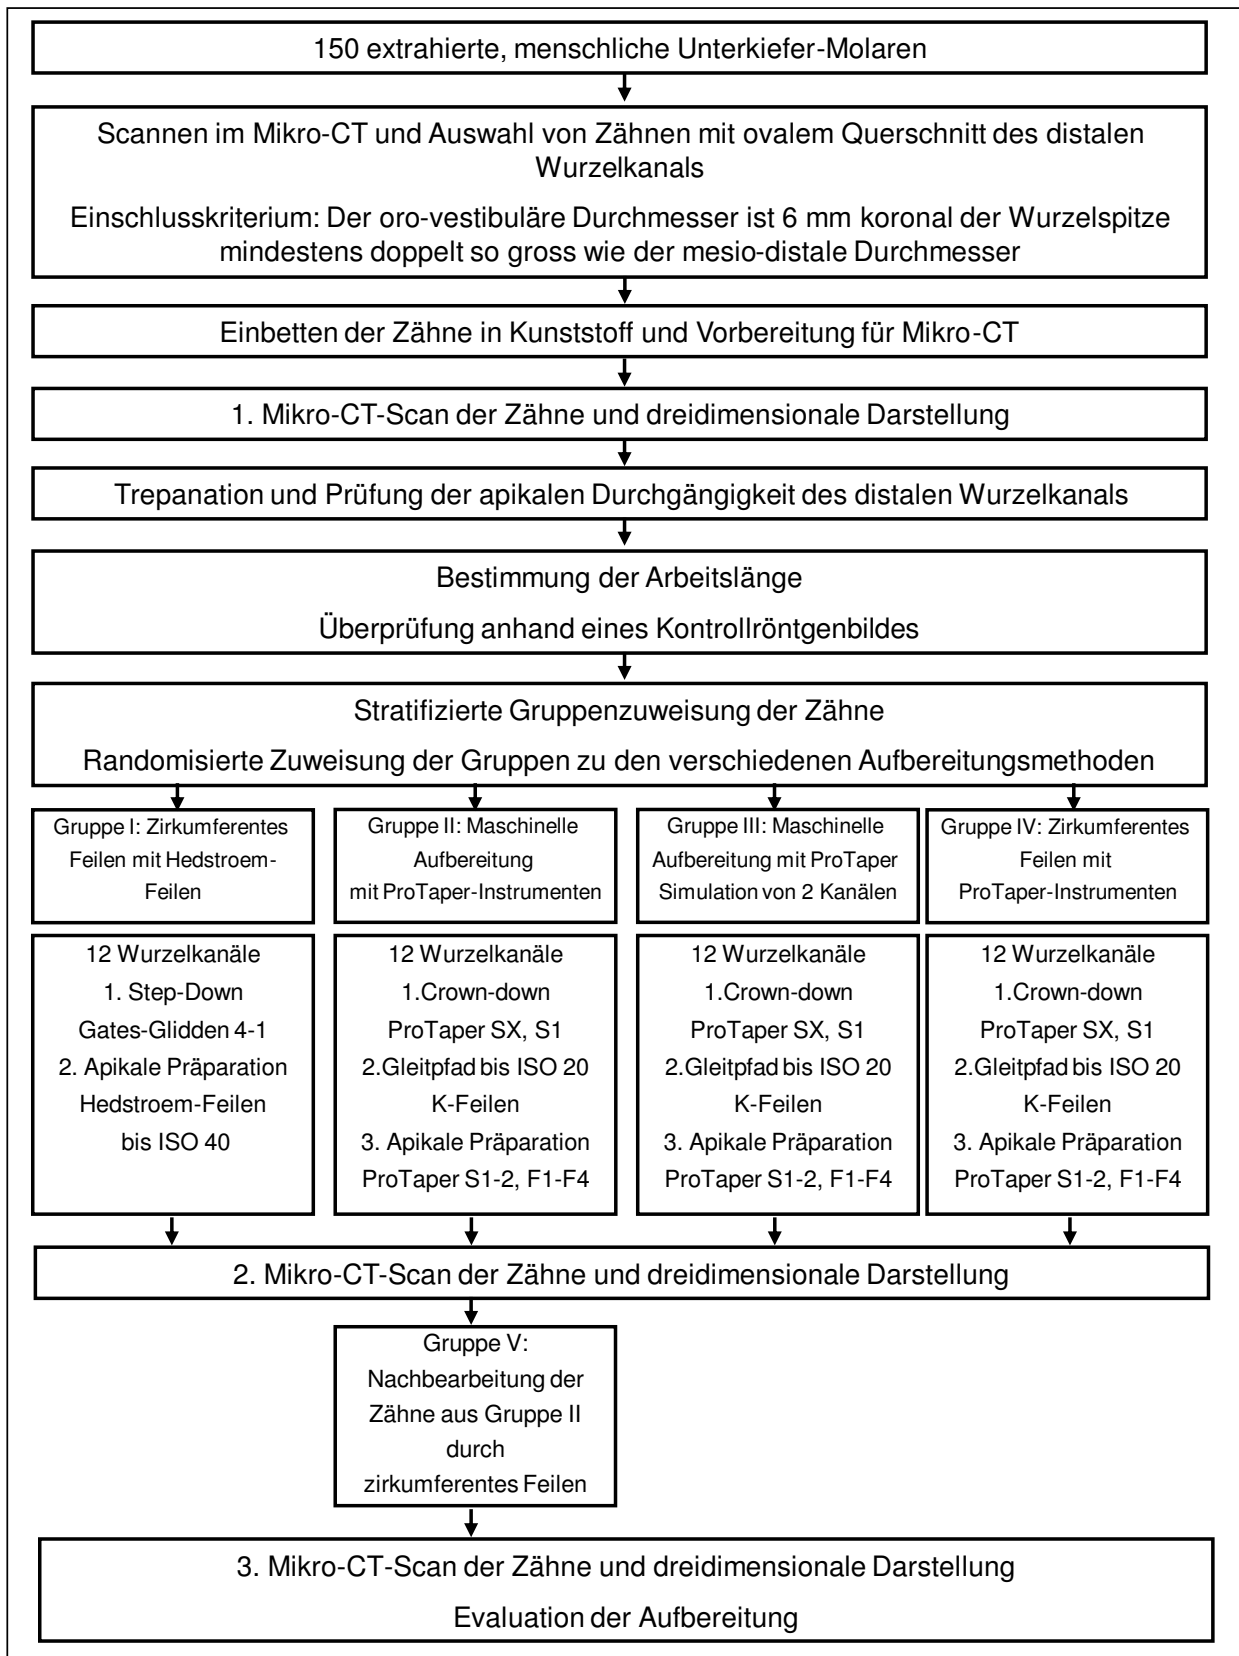 150 extrahierte, menschliche Unterkiefer-Molaren
Scannen im Mikro-CT und Auswahl von Zähnen mit ovalem Querschnitt des distalen
Wurzelkanals
Einschlusskriterium: Der oro-vestibuläre Durchmesser ist 6 mm koronal der Wurzelspitze
mindestens doppelt so gross wie der mesio-distale Durchmesser
Einbetten der Zähne in Kunststoff und Vorbereitung für Mikro-CT
1. Mikro-CT-Scan der Zähne und dreidimensionale Darstellung
Trepanation und Prüfung der apikalen Durchgängigkeit des distalen Wurzelkanals
Bestimmung der Arbeitslänge
Überprüfung anhand eines Kontrollröntgenbildes
Stratifizierte Gruppenzuweisung der Zähne
Randomisierte Zuweisung der Gruppen zu den verschiedenen Aufbereitungsmethoden
Gruppe I: Zirkumferentes
Feilen mit Hedstroem-
Feilen
Gruppe II: Maschinelle
Aufbereitung
mit ProTaper-Instrumenten
Gruppe III: Maschinelle
Aufbereitung mit ProTaper
Simulation von 2 Kanälen
Gruppe IV: Zirkumferentes
Feilen mit
ProTaper-Instrumenten
12 Wurzelkanäle
1. Step-Down
Gates-Glidden 4-1
2. Apikale Präparation
Hedstroem-Feilen
bis ISO 40
12 Wurzelkanäle
1.Crown-down
ProTaper SX, S1
2.Gleitpfad bis ISO 20
K-Feilen
3. Apikale Präparation
ProTaper S1-2, F1-F4
12 Wurzelkanäle
1.Crown-down
ProTaper SX, S1
2.Gleitpfad bis ISO 20
K-Feilen
3. Apikale Präparation
ProTaper S1-2, F1-F4
12 Wurzelkanäle
1.Crown-down
ProTaper SX, S1
2.Gleitpfad bis ISO 20
K-Feilen
3. Apikale Präparation
ProTaper S1-2, F1-F4
2. Mikro-CT-Scan der Zähne und dreidimensionale Darstellung
Gruppe V:
Nachbearbeitung der
Zähne aus Gruppe II
durch
zirkumferentes Feilen
3. Mikro-CT-Scan der Zähne und dreidimensionale Darstellung
Evaluation der Aufbereitung